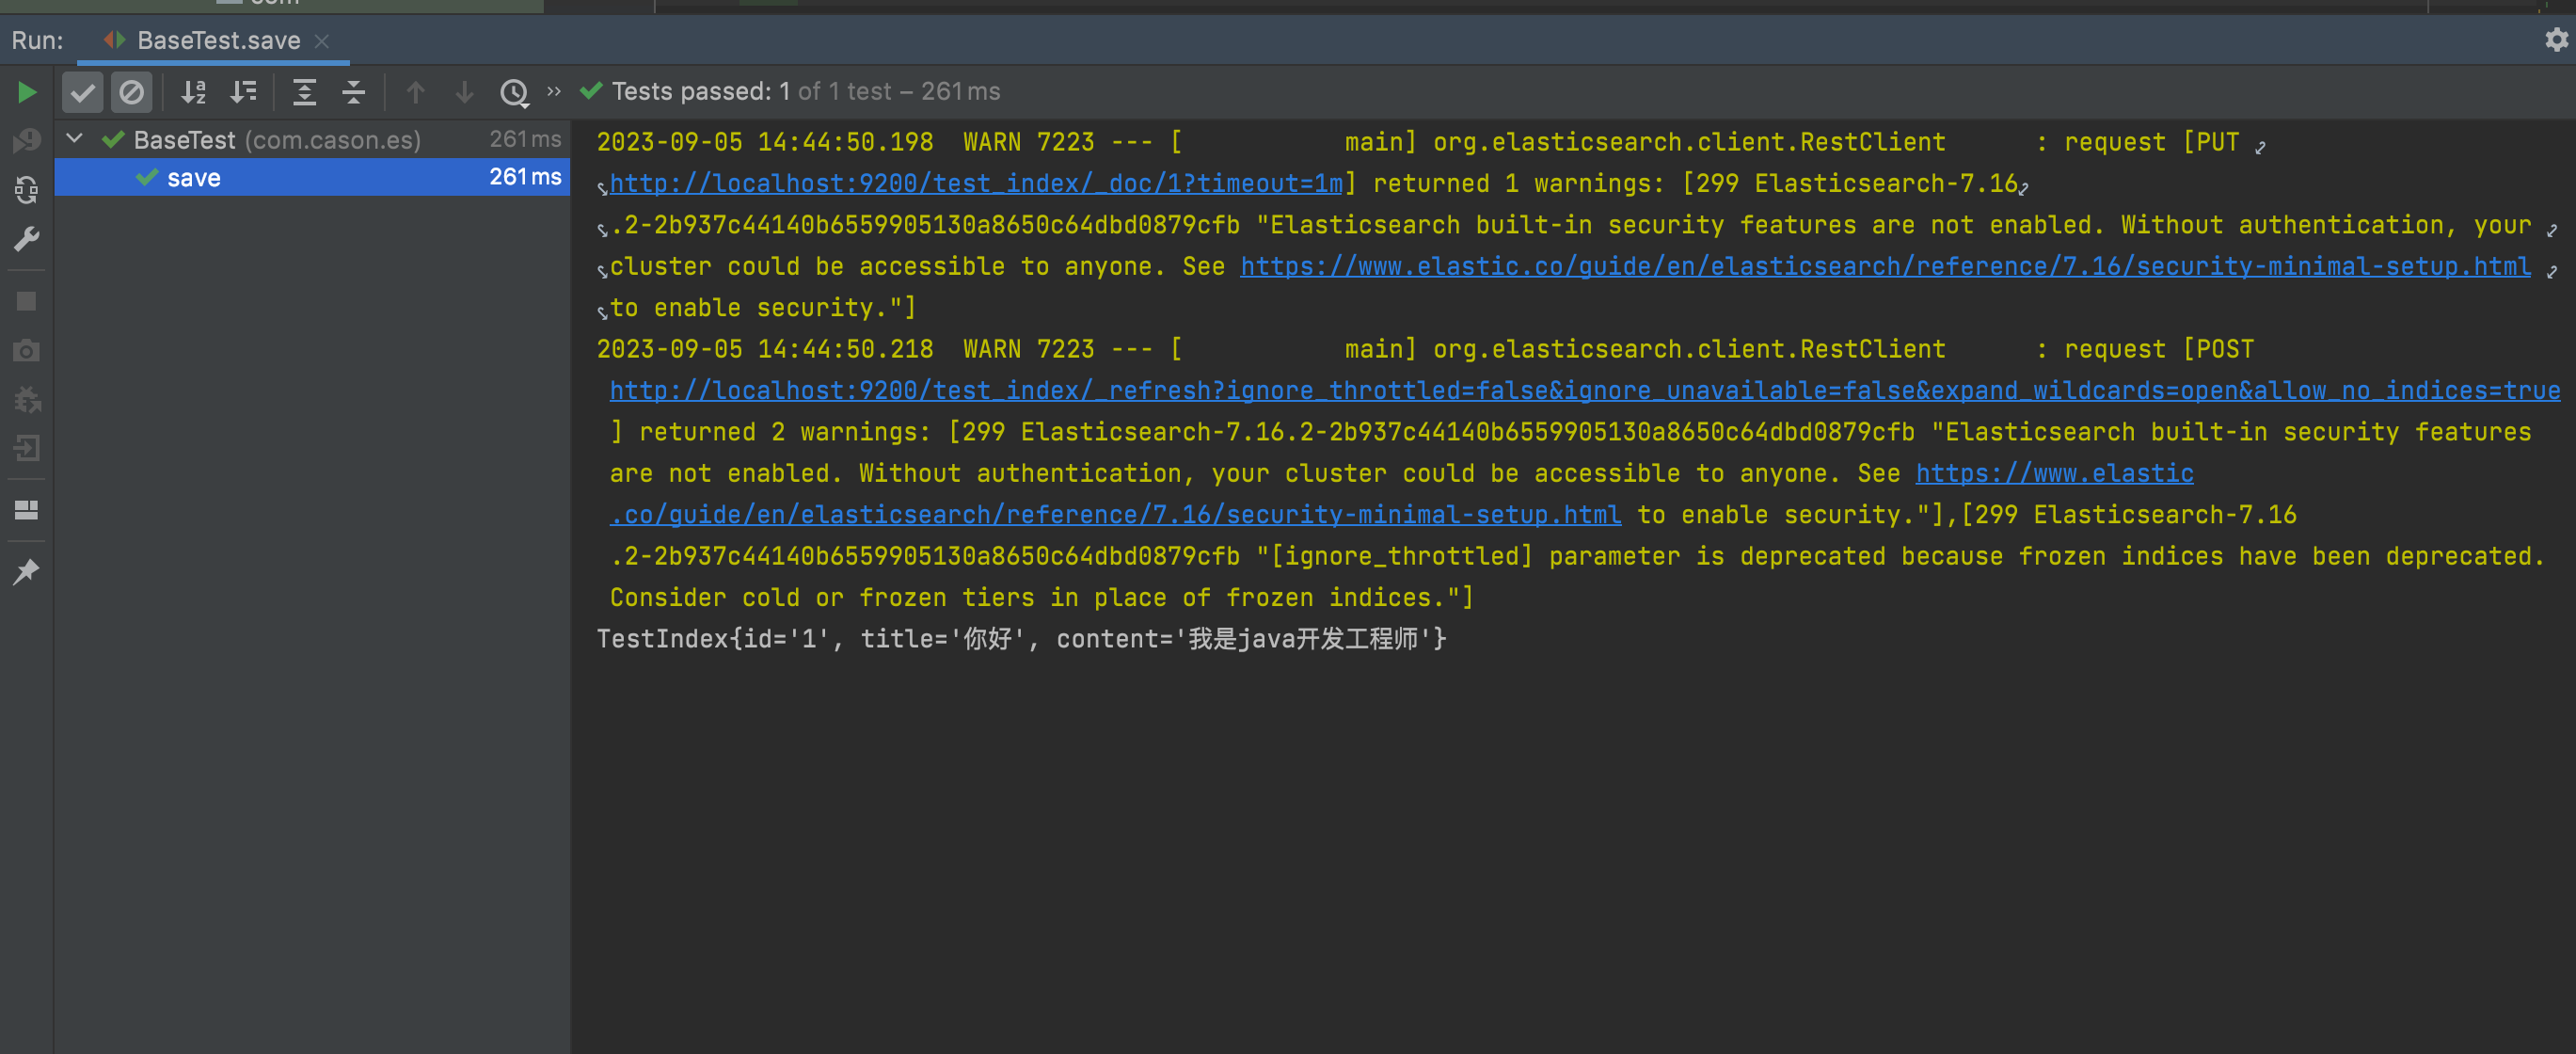 Run: BaseTest.save
Tests passed: 1 of 1 test – 261 ms
BaseTest (com.cason.es) 261 ms
save 261 ms
2023-09-05 14:44:50.198  WARN 7223 --- [           main] org.elasticsearch.client.RestClient      : request [PUT
http://localhost:9200/test_index/_doc/1?timeout=1m] returned 1 warnings: [299 Elasticsearch-7.16
.2-2b937c44140b6559905130a8650c64dbd0879cfb "Elasticsearch built-in security features are not enabled. Without authentication, your
cluster could be accessible to anyone. See https://www.elastic.co/guide/en/elasticsearch/reference/7.16/security-minimal-setup.html
to enable security."]
2023-09-05 14:44:50.218  WARN 7223 --- [           main] org.elasticsearch.client.RestClient      : request [POST
http://localhost:9200/test_index/_refresh?ignore_throttled=false&ignore_unavailable=false&expand_wildcards=open&allow_no_indices=true
] returned 2 warnings: [299 Elasticsearch-7.16.2-2b937c44140b6559905130a8650c64dbd0879cfb "Elasticsearch built-in security features
are not enabled. Without authentication, your cluster could be accessible to anyone. See https://www.elastic
.co/guide/en/elasticsearch/reference/7.16/security-minimal-setup.html to enable security."],[299 Elasticsearch-7.16
.2-2b937c44140b6559905130a8650c64dbd0879cfb "[ignore_throttled] parameter is deprecated because frozen indices have been deprecated.
Consider cold or frozen tiers in place of frozen indices."]
TestIndex{id='1', title='你好', content='我是java开发工程师'}